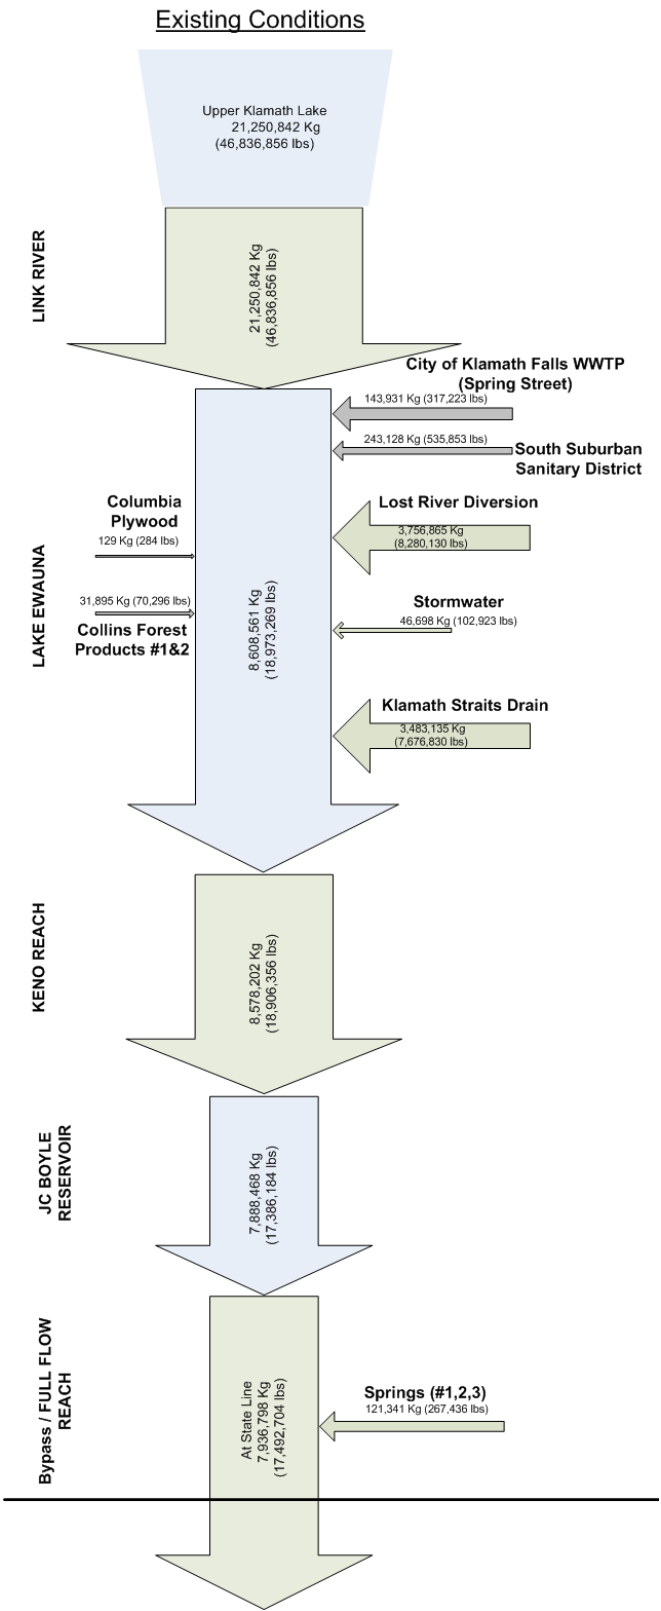 Existing Conditions
Upper Klamath Lake
21,250,842 Kg
(46,836,856 lbs)
LINK RIVER
21,250,842 Kg
(46,836,856 lbs)
City of Klamath Falls WWTP
(Spring Street)
143,931 Kg (317,223 lbs)
243,128 Kg (535,853 lbs)
South Suburban
Sanitary District
Columbia
Plywood
129 Kg (284 lbs)
Lost River Diversion
3,756,865 Kg
(8,280,130 lbs)
LAKE EWAUNA
31,895 Kg (70,296 lbs)
Collins Forest
Products #1&2
8,608,561 Kg
(18,973,269 lbs)
Stormwater
46,698 Kg (102,923 lbs)
Klamath Straits Drain
3,483,135 Kg
(7,676,830 lbs)
KENO REACH
8,578,202 Kg
(18,906,356 lbs)
JC BOYLE
RESERVOIR
7,888,468 Kg
(17,386,184 lbs)
Bypass / FULL FLOW
REACH
At State Line
7,936,798 Kg
(17,492,704 lbs)
Springs (#1,2,3)
121,341 Kg (267,436 lbs)